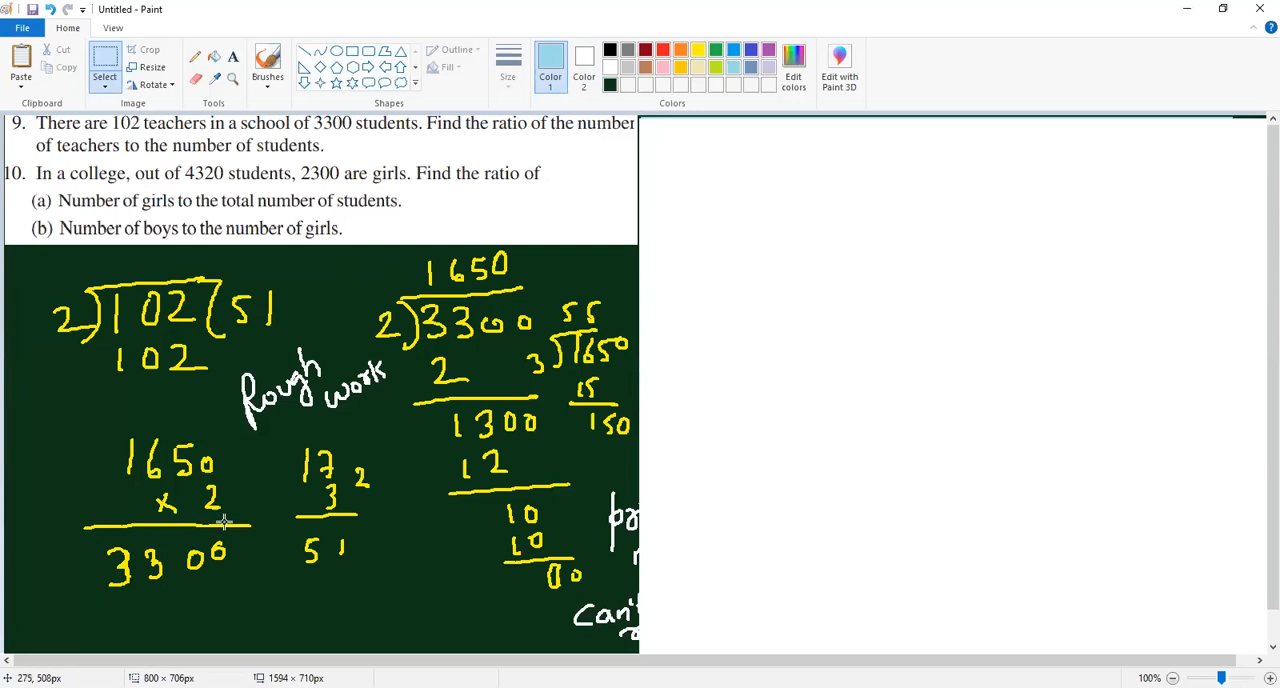 Untitled - Paint
File Home View
Paste
Cut
Copy
Clipboard
Select
Crop
Resize
Rotate
Image
Tools
A
Brushes
Outline
Fill
Shapes
Size
Color 1
Color 2
Edit colors
Colors
Edit with Paint 3D
9. There are 102 teachers in a school of 3300 students. Find the ratio of the number
of teachers to the number of students.
10. In a college, out of 4320 students, 2300 are girls. Find the ratio of
(a) Number of girls to the total number of students.
(b) Number of boys to the number of girls.
2)102(51
102
Rough
work
1650
2)3300
2
1300
12
10
10
00
55
3)1650
15
150
1650
× 2
3300
17 2
3
51
can't
275, 508px
800 × 706px
1594 × 710px
100%